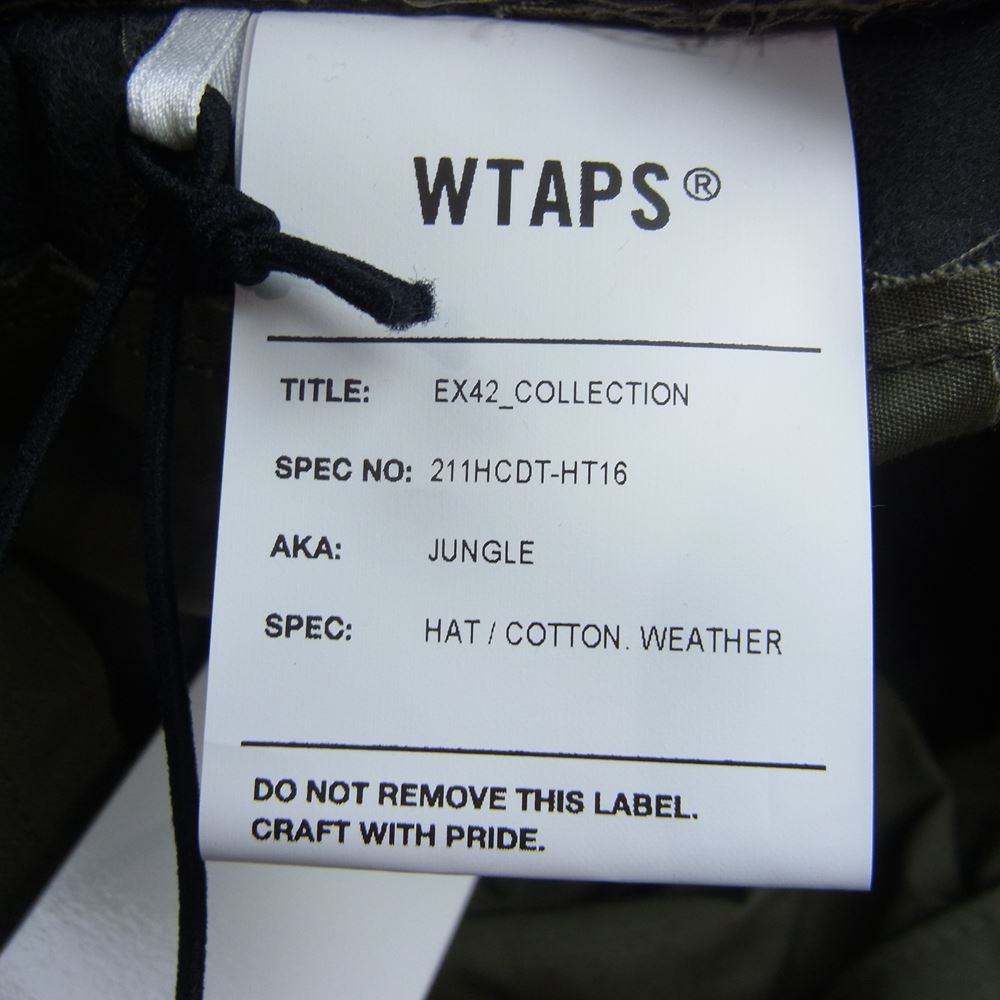 WTAPS®
TITLE: EX42_COLLECTION
SPEC NO: 211HCDT-HT16
AKA: JUNGLE
SPEC: HAT / COTTON. WEATHER
DO NOT REMOVE THIS LABEL.
CRAFT WITH PRIDE.